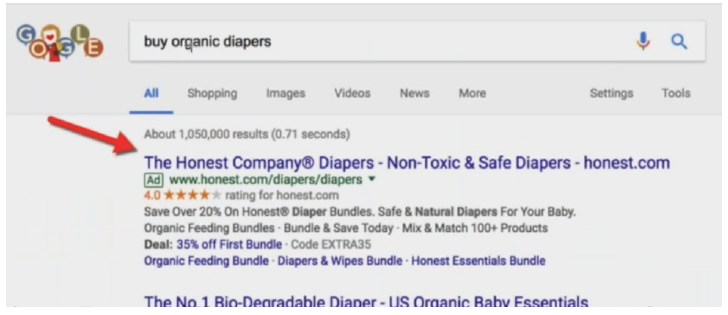 GOOGLE
buy organic diapers
All Shopping Images Videos News More Settings Tools
About 1,050,000 results (0.71 seconds)
The Honest Company® Diapers - Non-Toxic & Safe Diapers - honest.com
Ad www.honest.com/diapers/diapers
4.0 ★★★★★ rating for honest.com
Save Over 20% On Honest® Diaper Bundles. Safe & Natural Diapers For Your Baby.
Organic Feeding Bundles · Bundle & Save Today · Mix & Match 100+ Products
Deal: 35% off First Bundle · Code EXTRA35
Organic Feeding Bundle · Diapers & Wipes Bundle · Honest Essentials Bundle
The No.1 Bio-Degradable Diaper - US Organic Baby Essentials